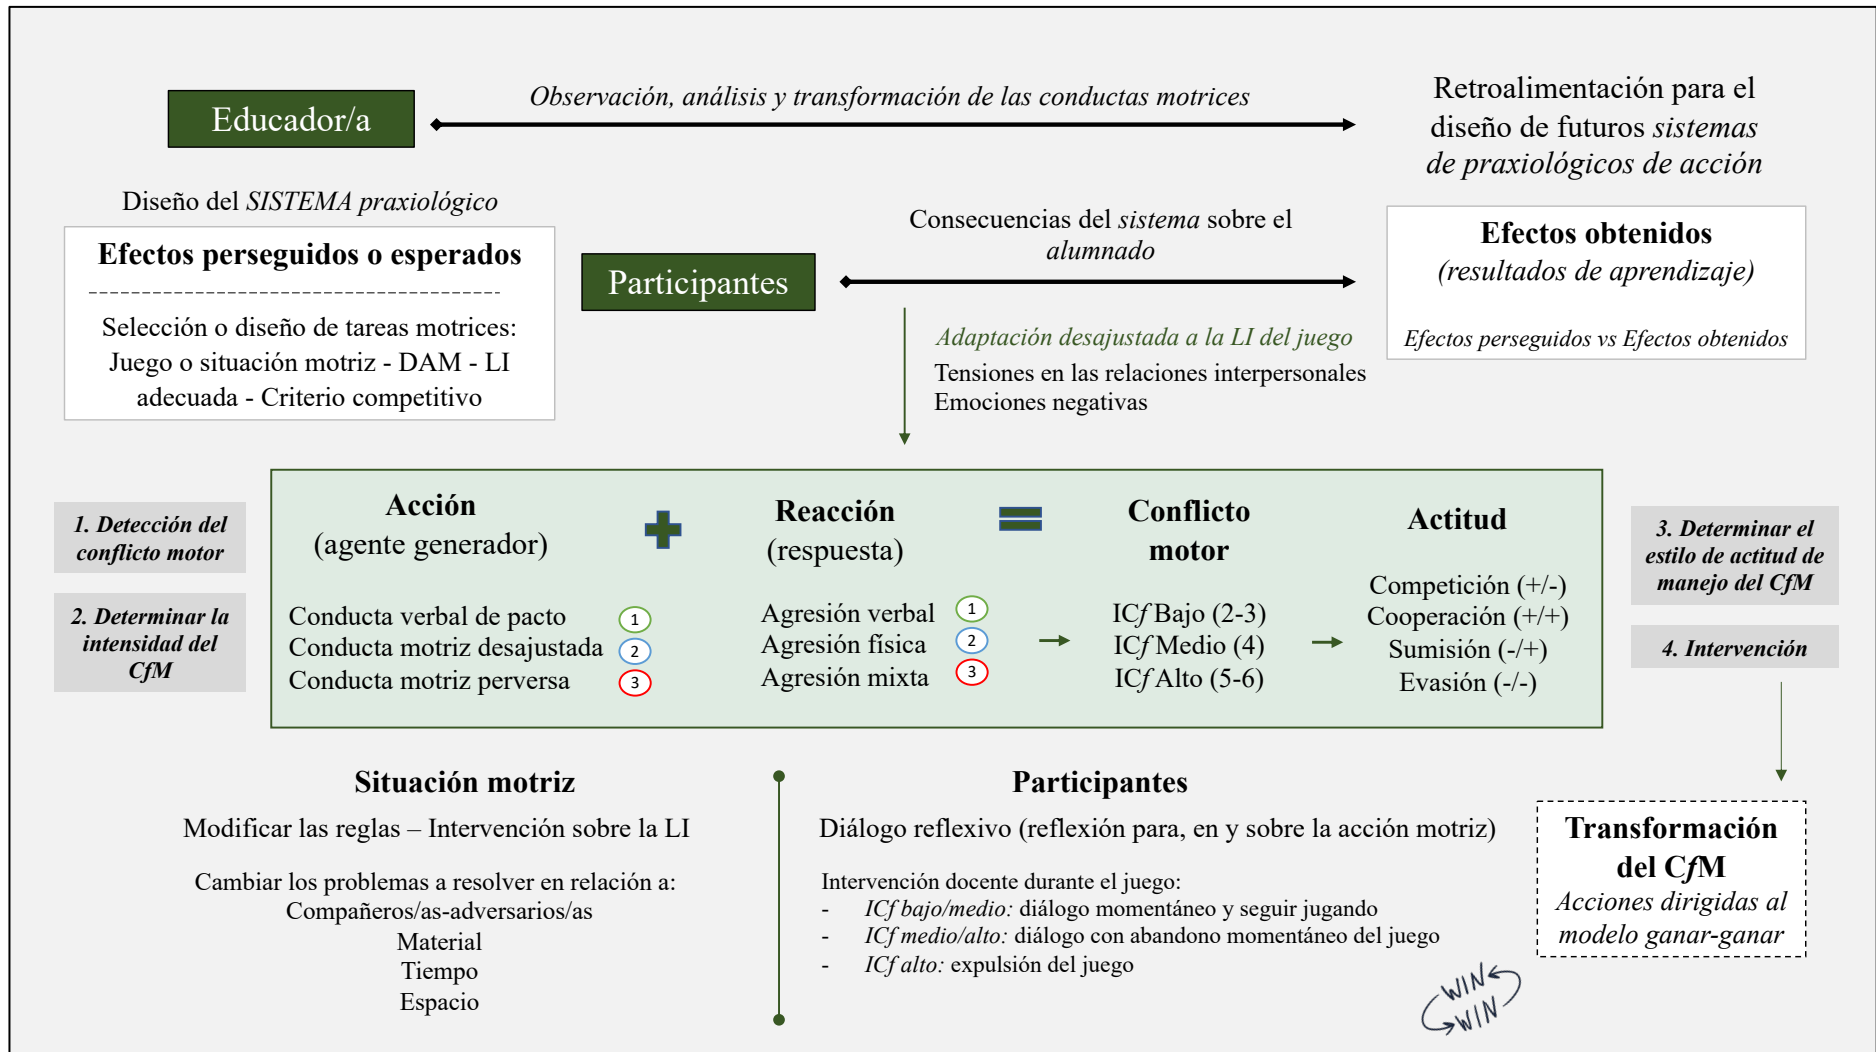 Educador/a
Observación, análisis y transformación de las conductas motrices
Retroalimentación para el
diseño de futuros sistemas
de praxiológicos de acción
Diseño del SISTEMA praxiológico
Efectos perseguidos o esperados
Selección o diseño de tareas motrices:
Juego o situación motriz - DAM - LI
adecuada - Criterio competitivo
Participantes
Consecuencias del sistema sobre el
alumnado
Efectos obtenidos
(resultados de aprendizaje)
Efectos perseguidos vs Efectos obtenidos
Adaptación desajustada a la LI del juego
Tensiones en las relaciones interpersonales
Emociones negativas
1. Detección del
conflicto motor
2. Determinar la
intensidad del
CfM
Acción
(agente generador)
Conducta verbal de pacto 1
Conducta motriz desajustada 2
Conducta motriz perversa 3
Reacción
(respuesta)
Agresión verbal 1
Agresión física 2
Agresión mixta 3
Conflicto
motor
ICf Bajo (2-3)
ICf Medio (4)
ICf Alto (5-6)
Actitud
Competición (+/-)
Cooperación (+/+)
Sumisión (-/+)
Evasión (-/-)
3. Determinar el
estilo de actitud de
manejo del CfM
4. Intervención
Situación motriz
Modificar las reglas – Intervención sobre la LI
Cambiar los problemas a resolver en relación a:
Compañeros/as-adversarios/as
Material
Tiempo
Espacio
Participantes
Diálogo reflexivo (reflexión para, en y sobre la acción motriz)
Intervención docente durante el juego:
- ICf bajo/medio: diálogo momentáneo y seguir jugando
- ICf medio/alto: diálogo con abandono momentáneo del juego
- ICf alto: expulsión del juego
Transformación
del CfM
Acciones dirigidas al
modelo ganar-ganar
WIN
WIN